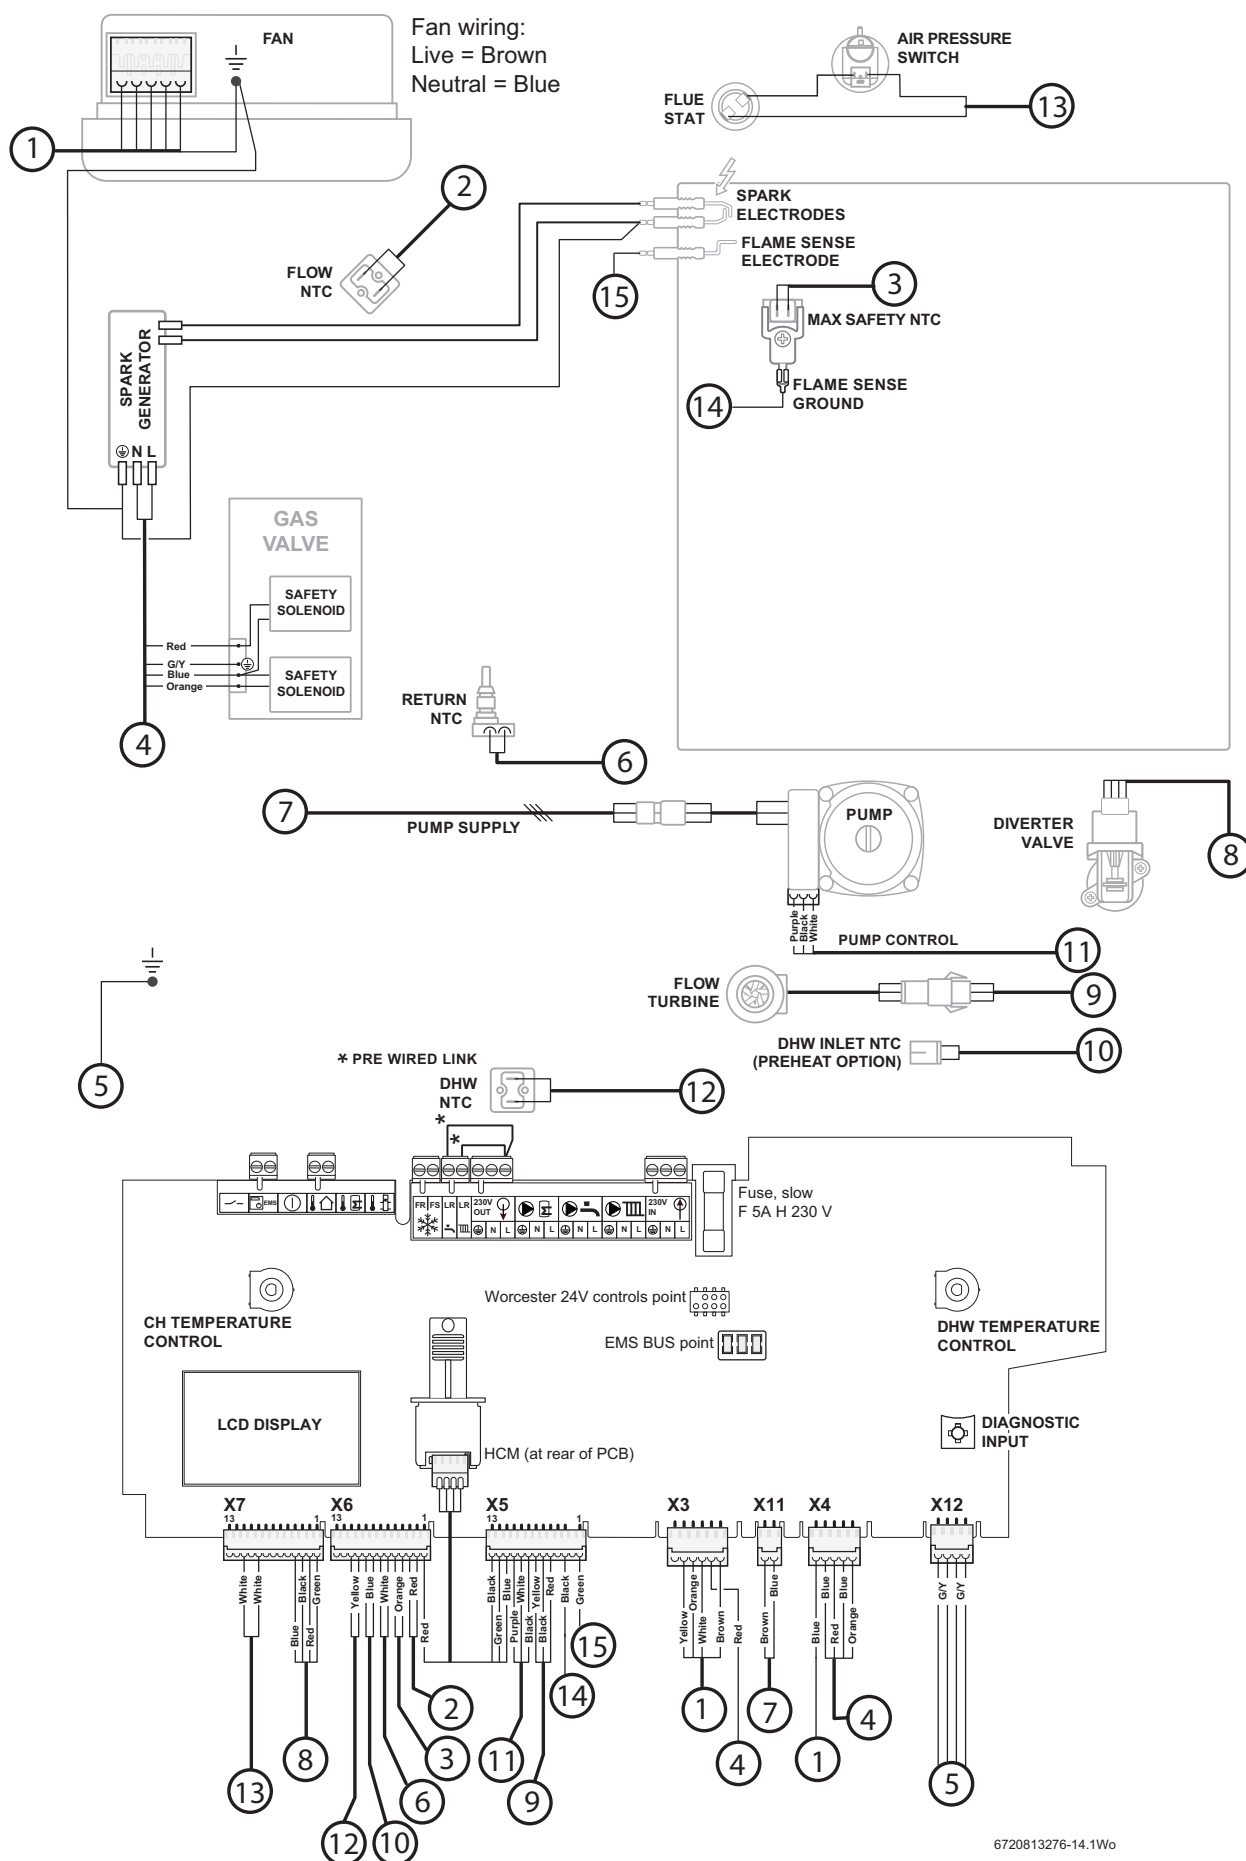 FAN
Fan wiring:
Live = Brown
Neutral = Blue
AIR PRESSURE
SWITCH
FLUE
STAT
13
1
2
SPARK
ELECTRODES
FLAME SENSE
ELECTRODE
FLOW
NTC
15
3
MAX SAFETY NTC
SPARK
GENERATOR
FLAME SENSE
GROUND
14
N L
GAS
VALVE
SAFETY
SOLENOID
Red
G/Y
Blue
Orange
SAFETY
SOLENOID
RETURN
NTC
4
6
7
PUMP SUPPLY
PUMP
DIVERTER
VALVE
8
Purple
Black
White
PUMP CONTROL
11
FLOW
TURBINE
9
DHW INLET NTC
(PREHEAT OPTION)
10
5
* PRE WIRED LINK
DHW
NTC
12
*
*
EMS
FR FS LR LR 230V OUT 230V IN
N L N L N L N L N L
Fuse, slow
F 5A H 230 V
Worcester 24V controls point
EMS BUS point
CH TEMPERATURE
CONTROL
DHW TEMPERATURE
CONTROL
LCD DISPLAY
DIAGNOSTIC
INPUT
HCM (at rear of PCB)
X7 X6 X5 X3 X11 X4 X12
13 1 13 1 13 1
White
White
Blue
Black
Red
Green
Yellow
Blue
White
Orange
Red
Red
Black
Green
Blue
Purple
White
Black
Yellow
Black
Red
Black
Green
Yellow
Orange
White
Brown
Red
Brown
Blue
Blue
Blue
Red
Blue
Orange
G/Y
G/Y
15
2
14
1
7
4
8
3
11
4
1
5
13
6
9
12
10
6720813276-14.1Wo